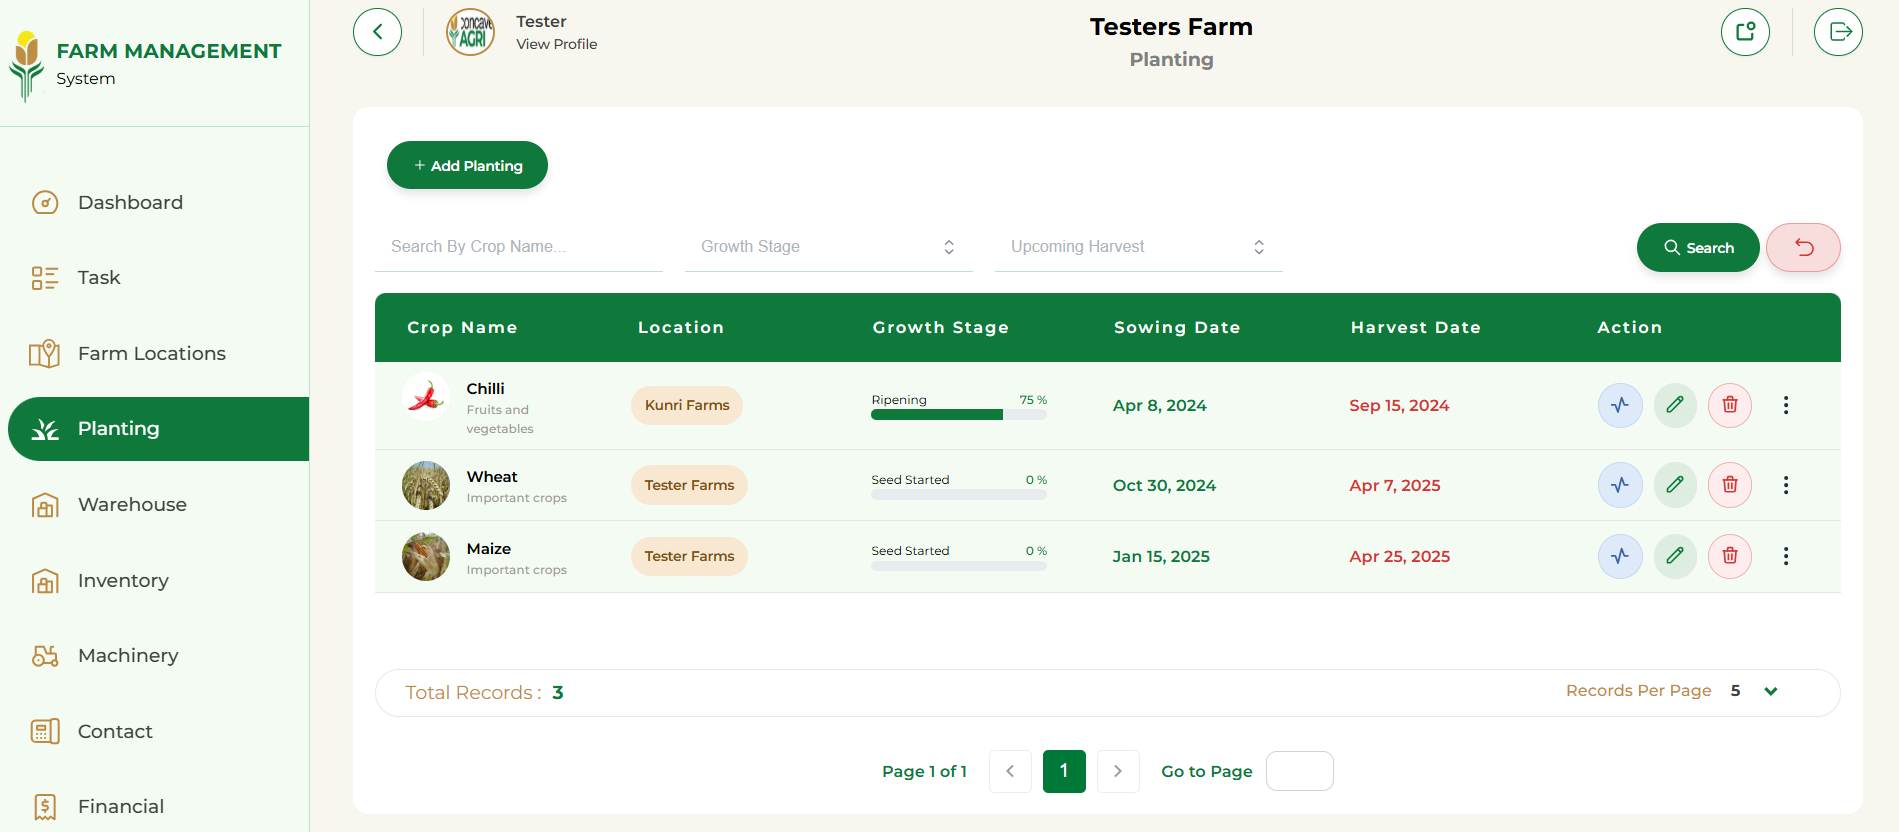 FARM MANAGEMENT
System
Dashboard
Task
Farm Locations
Planting
Warehouse
Inventory
Machinery
Contact
Financial
CONCAVE
AGRI
Tester
View Profile
Testers Farm
Planting
+ Add Planting
Search By Crop Name...
Growth Stage
Upcoming Harvest
Search
Crop Name Location Growth Stage Sowing Date Harvest Date Action
Chilli
Fruits and
vegetables
Kunri Farms
Ripening 75 %
Apr 8, 2024
Sep 15, 2024
Wheat
Important crops
Tester Farms
Seed Started 0 %
Oct 30, 2024
Apr 7, 2025
Maize
Important crops
Tester Farms
Seed Started 0 %
Jan 15, 2025
Apr 25, 2025
Total Records : 3
Records Per Page 5
Page 1 of 1
1
Go to Page